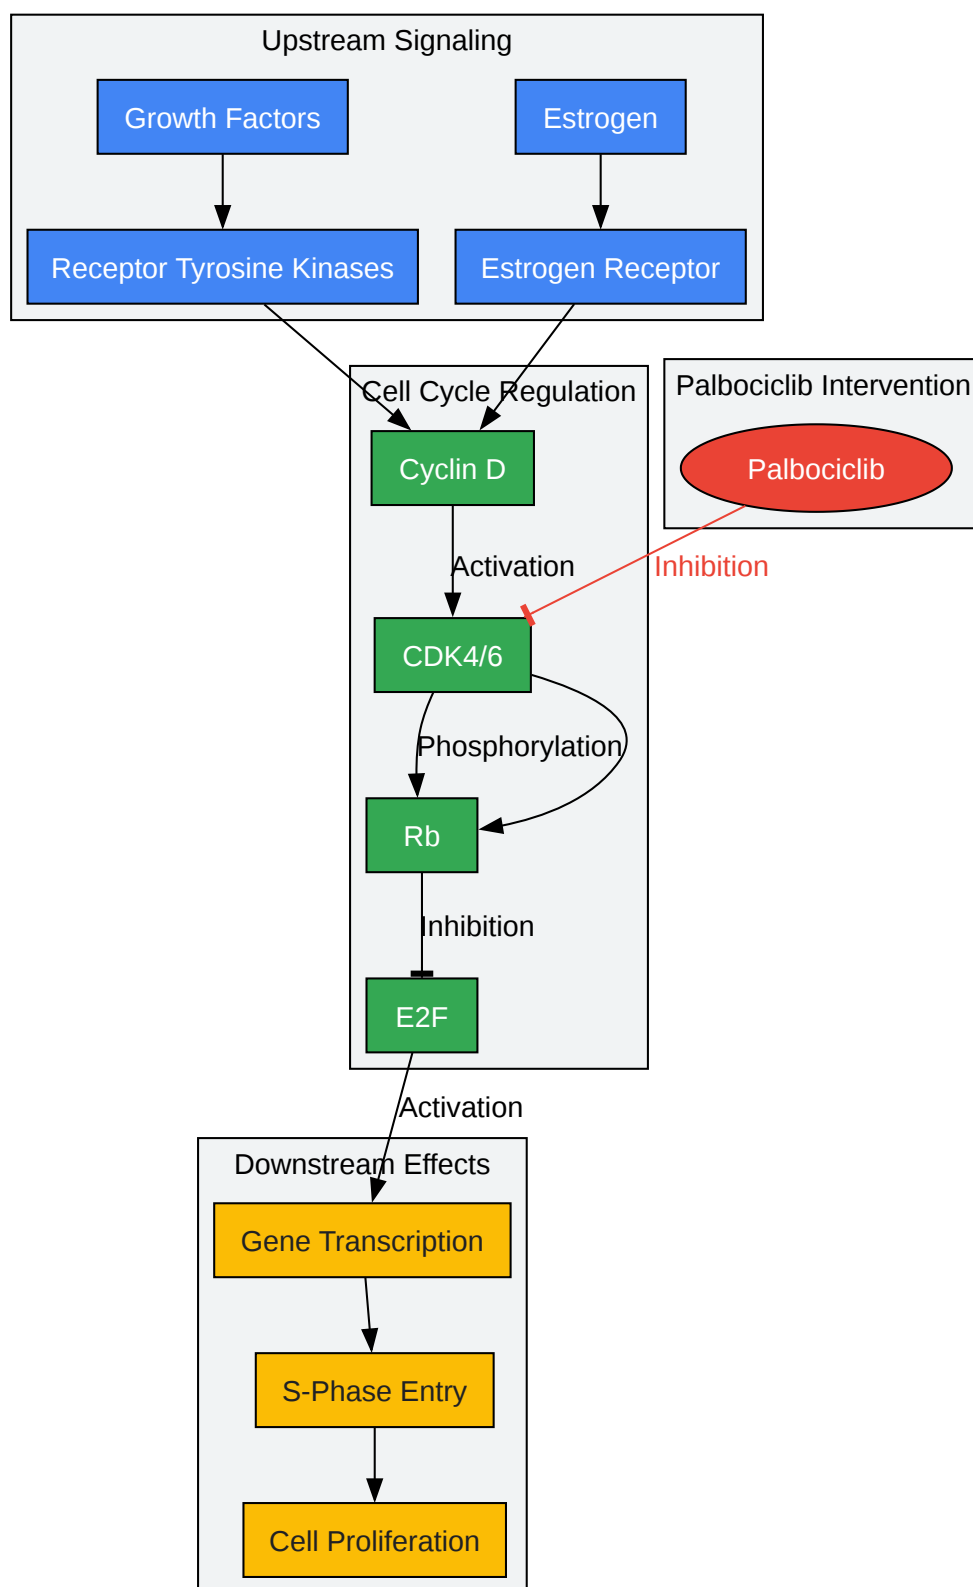 Upstream Signaling
Growth Factors
Estrogen
Receptor Tyrosine Kinases
Estrogen Receptor
Cell Cycle Regulation
Palbociclib Intervention
Cyclin D
Palbociclib
Activation
Inhibition
CDK4/6
Phosphorylation
Rb
Inhibition
E2F
Activation
Downstream Effects
Gene Transcription
S-Phase Entry
Cell Proliferation